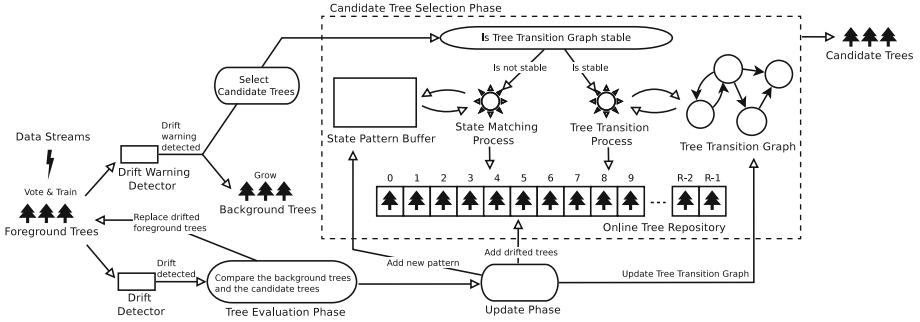 Candidate Tree Selection Phase
Is Tree Transition Graph stable
Candidate Trees
Is not stable
Is stable
Select
Candidate Trees
State Pattern Buffer
State Matching
Process
Tree Transition
Process
Tree Transition Graph
Data Streams
Drift
warning
detected
Drift Warning
Detector
Vote & Train
Foreground Trees
Grow
Background Trees
0 1 2 3 4 5 6 7 8 9 R-2 R-1
Online Tree Repository
Replace drifted
foreground trees
Drift
detected
Drift
Detector
Compare the background trees
and the candidate trees
Tree Evaluation Phase
Add new pattern
Add drifted trees
Update Phase
Update Tree Transition Graph